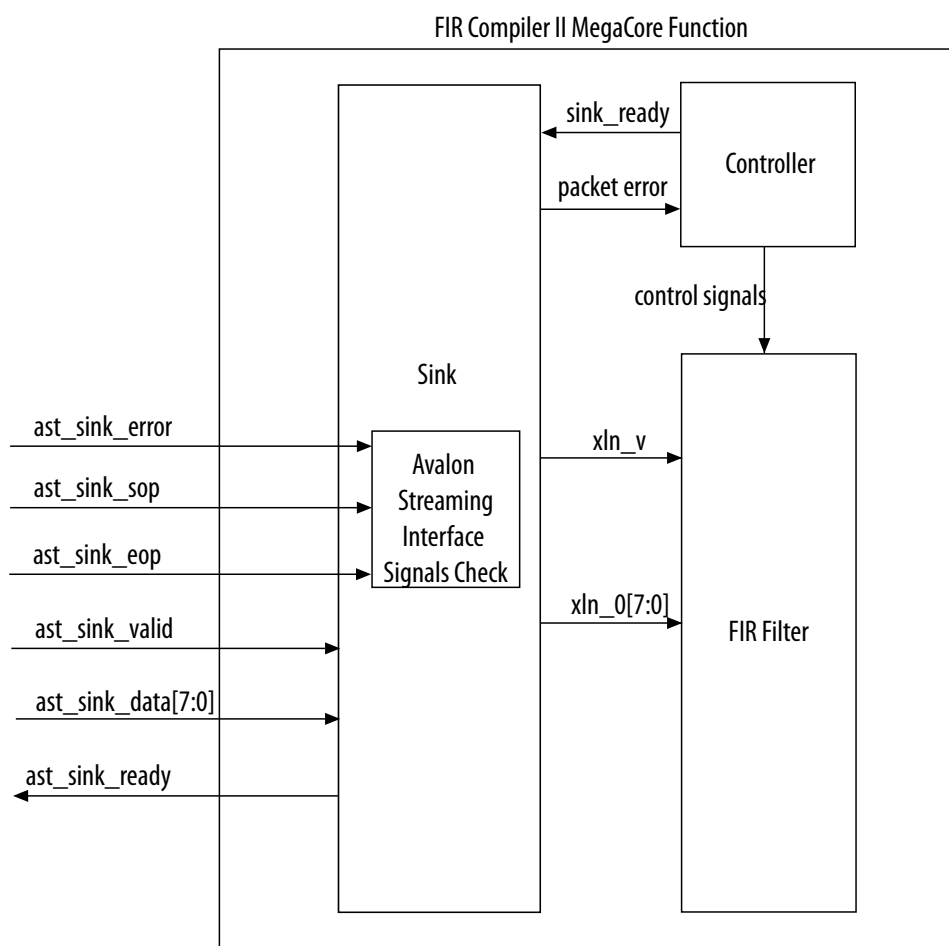 FIR Compiler II MegaCore Function
sink_ready
Controller
packet error
control signals
Sink
ast_sink_error
xln_v
Avalon
Streaming
Interface
Signals Check
ast_sink_sop
ast_sink_eop
xln_0[7:0]
ast_sink_valid
FIR Filter
ast_sink_data[7:0]
ast_sink_ready